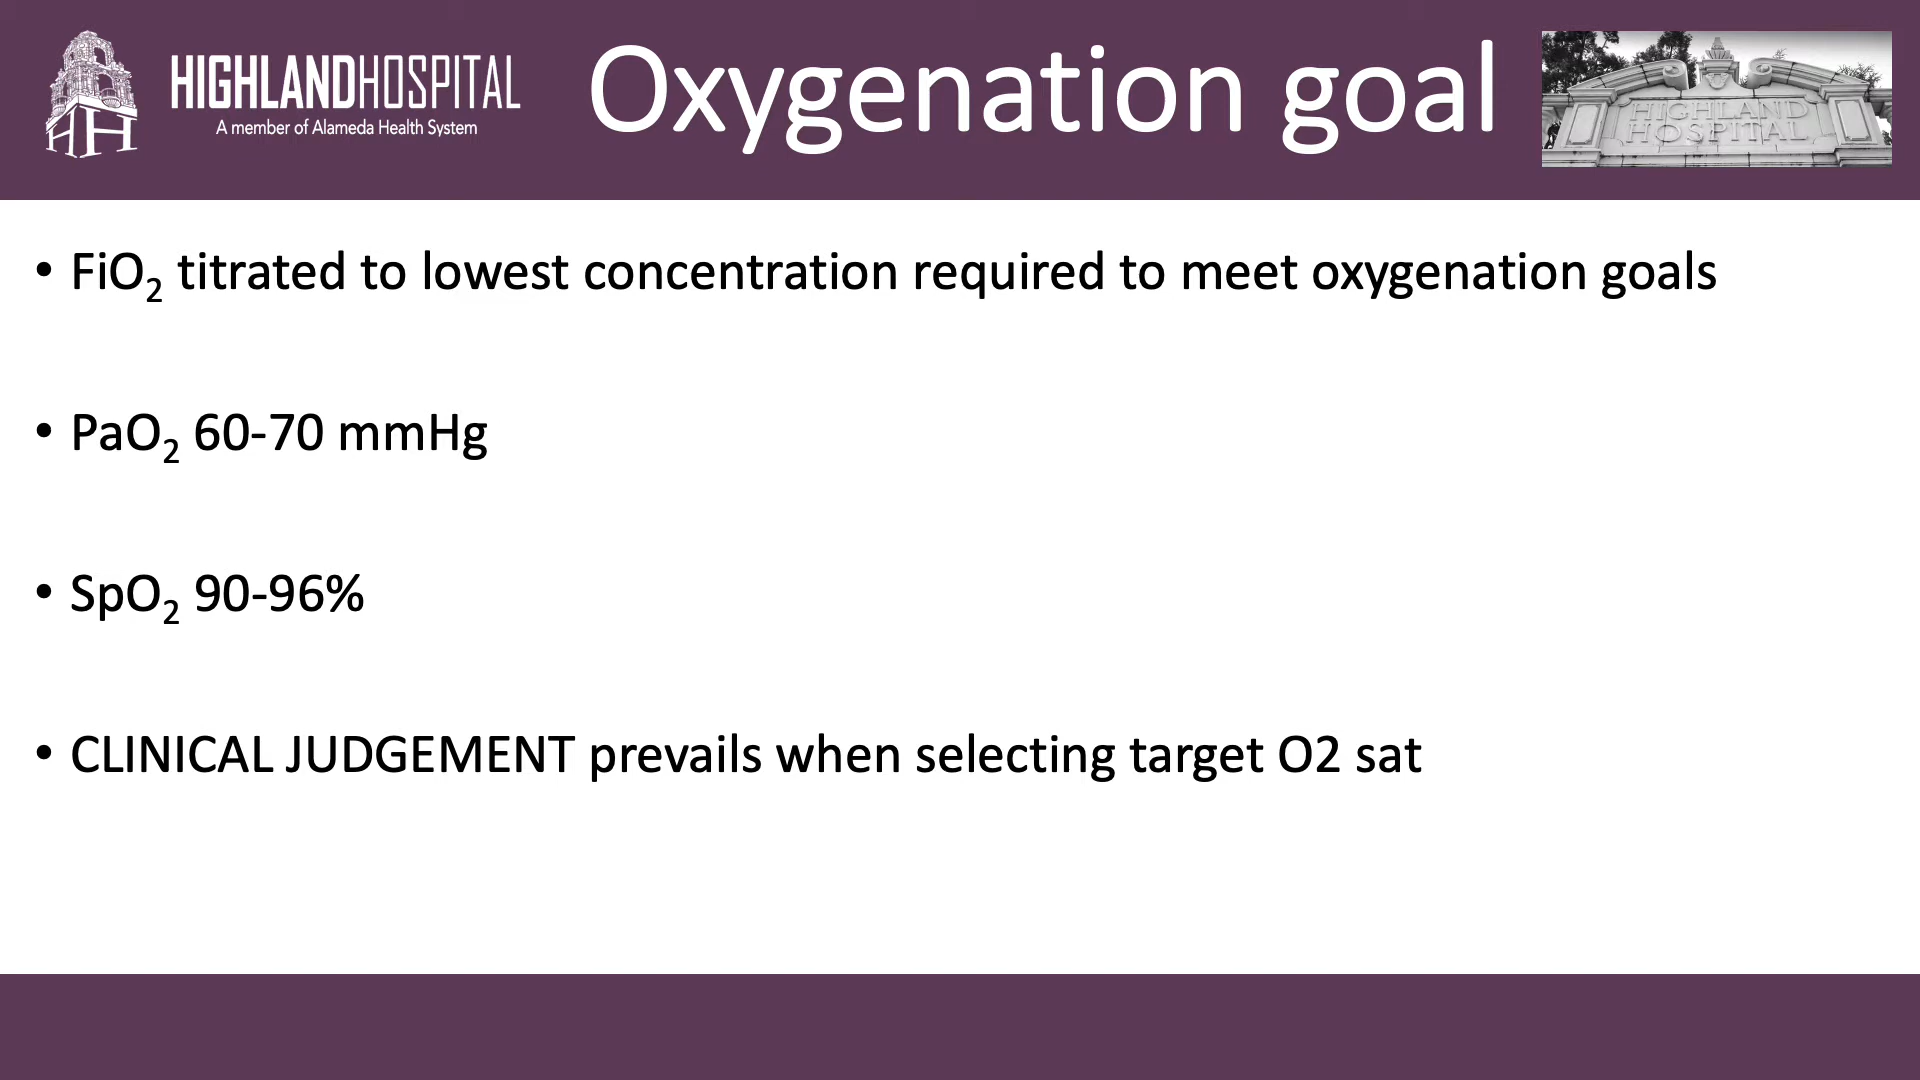 HIGHLANDHOSPITAL
A member of Alameda Health System
Oxygenation goal
HIGHLAND
HOSPITAL
• FiO₂ titrated to lowest concentration required to meet oxygenation goals
• PaO₂ 60-70 mmHg
• SpO₂ 90-96%
• CLINICAL JUDGEMENT prevails when selecting target O2 sat